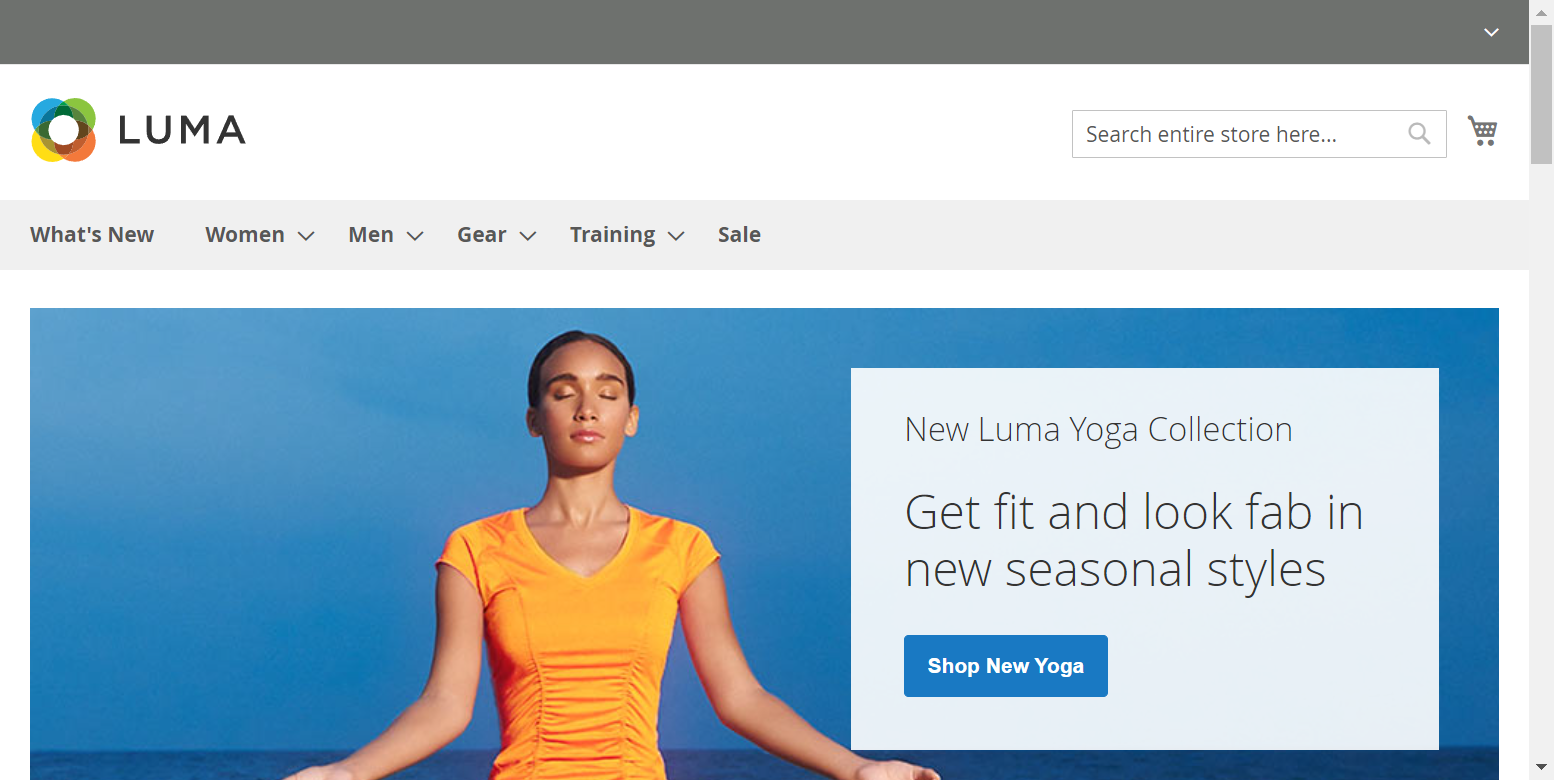 LUMA
Search entire store here...
What's New
Women
Men
Gear
Training
Sale
New Luma Yoga Collection
Get fit and look fab in
new seasonal styles
Shop New Yoga